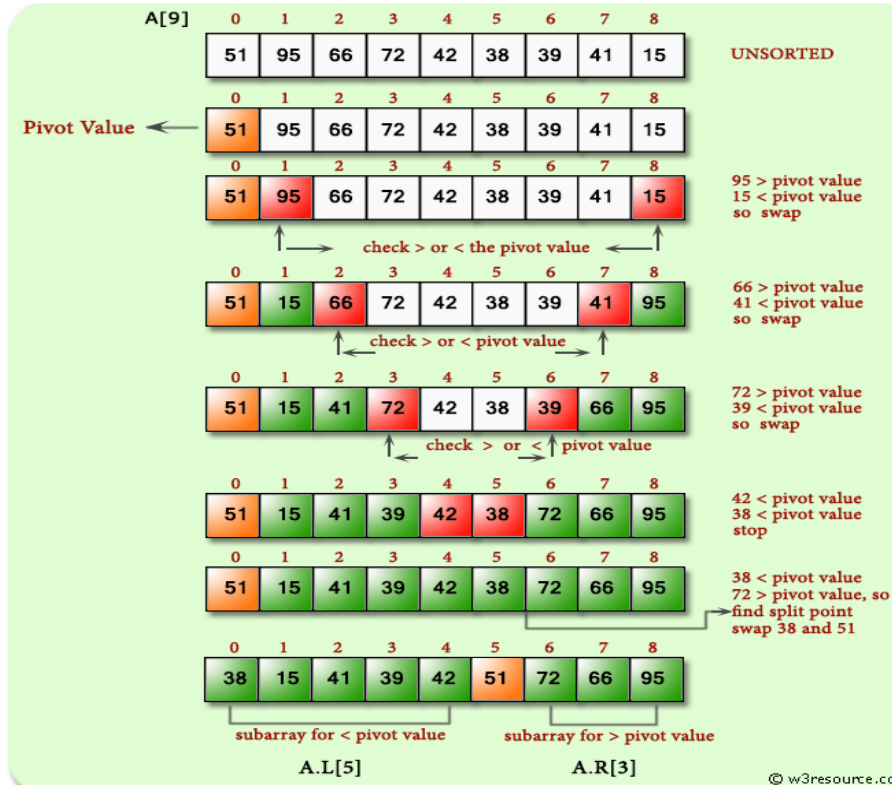 A[9] 0 1 2 3 4 5 6 7 8
51 95 66 72 42 38 39 41 15 UNSORTED
0 1 2 3 4 5 6 7 8
Pivot Value 51 95 66 72 42 38 39 41 15
0 1 2 3 4 5 6 7 8
51 95 66 72 42 38 39 41 15
95 > pivot value
15 < pivot value
so swap
check > or < the pivot value
0 1 2 3 4 5 6 7 8
51 15 66 72 42 38 39 41 95
66 > pivot value
41 < pivot value
so swap
check > or < pivot value
0 1 2 3 4 5 6 7 8
51 15 41 72 42 38 39 66 95
72 > pivot value
39 < pivot value
so swap
check > or < pivot value
0 1 2 3 4 5 6 7 8
51 15 41 39 42 38 72 66 95
42 < pivot value
38 < pivot value
stop
0 1 2 3 4 5 6 7 8
51 15 41 39 42 38 72 66 95
38 < pivot value
72 > pivot value, so
find split point
swap 38 and 51
0 1 2 3 4 5 6 7 8
38 15 41 39 42 51 72 66 95
subarray for < pivot value subarray for > pivot value
A.L[5] A.R[3]
© w3resource.co